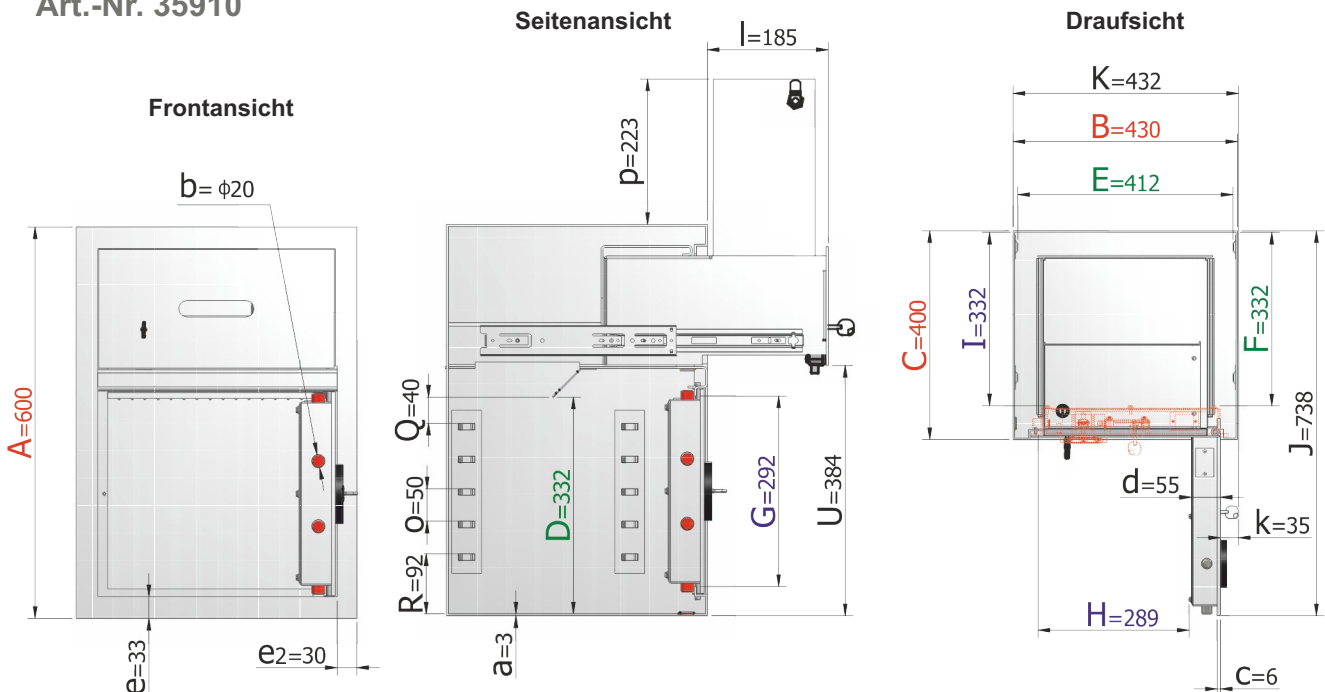 Art.-Nr. 35910
Frontansicht
b= ϕ20
A=600
e=33
e2=30
Seitenansicht
l=185
p=223
Q=40
o=50
R=92
a=3
D=332
G=292
U=384
Draufsicht
K=432
B=430
E=412
C=400
I=332
F=332
J=738
d=55
k=35
H=289
c=6